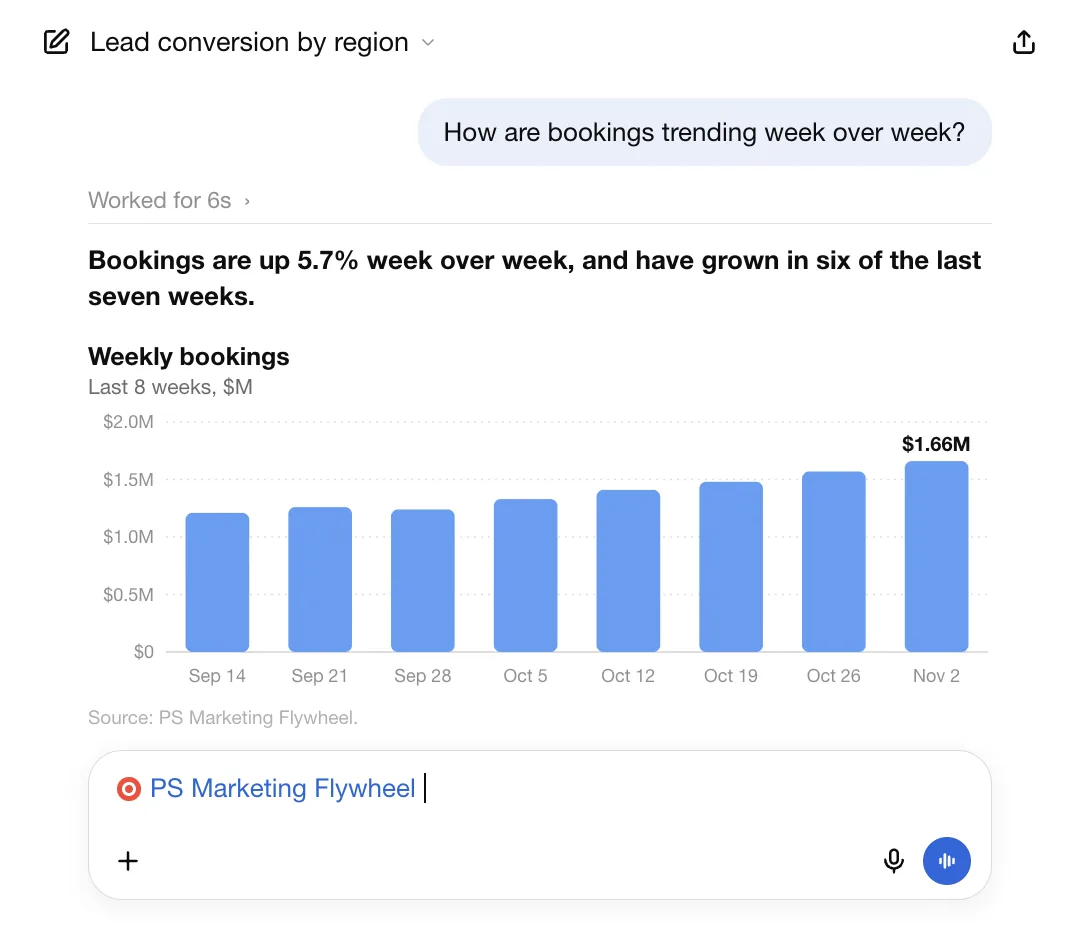 Lead conversion by region
How are bookings trending week over week?
Worked for 6s
Bookings are up 5.7% week over week, and have grown in six of the last
seven weeks.
Weekly bookings
Last 8 weeks, $M
$2.0M
$1.66M
$1.5M
$1.0M
$0.5M
$0
Sep 14 Sep 21 Sep 28 Oct 5 Oct 12 Oct 19 Oct 26 Nov 2
Source: PS Marketing Flywheel.
PS Marketing Flywheel